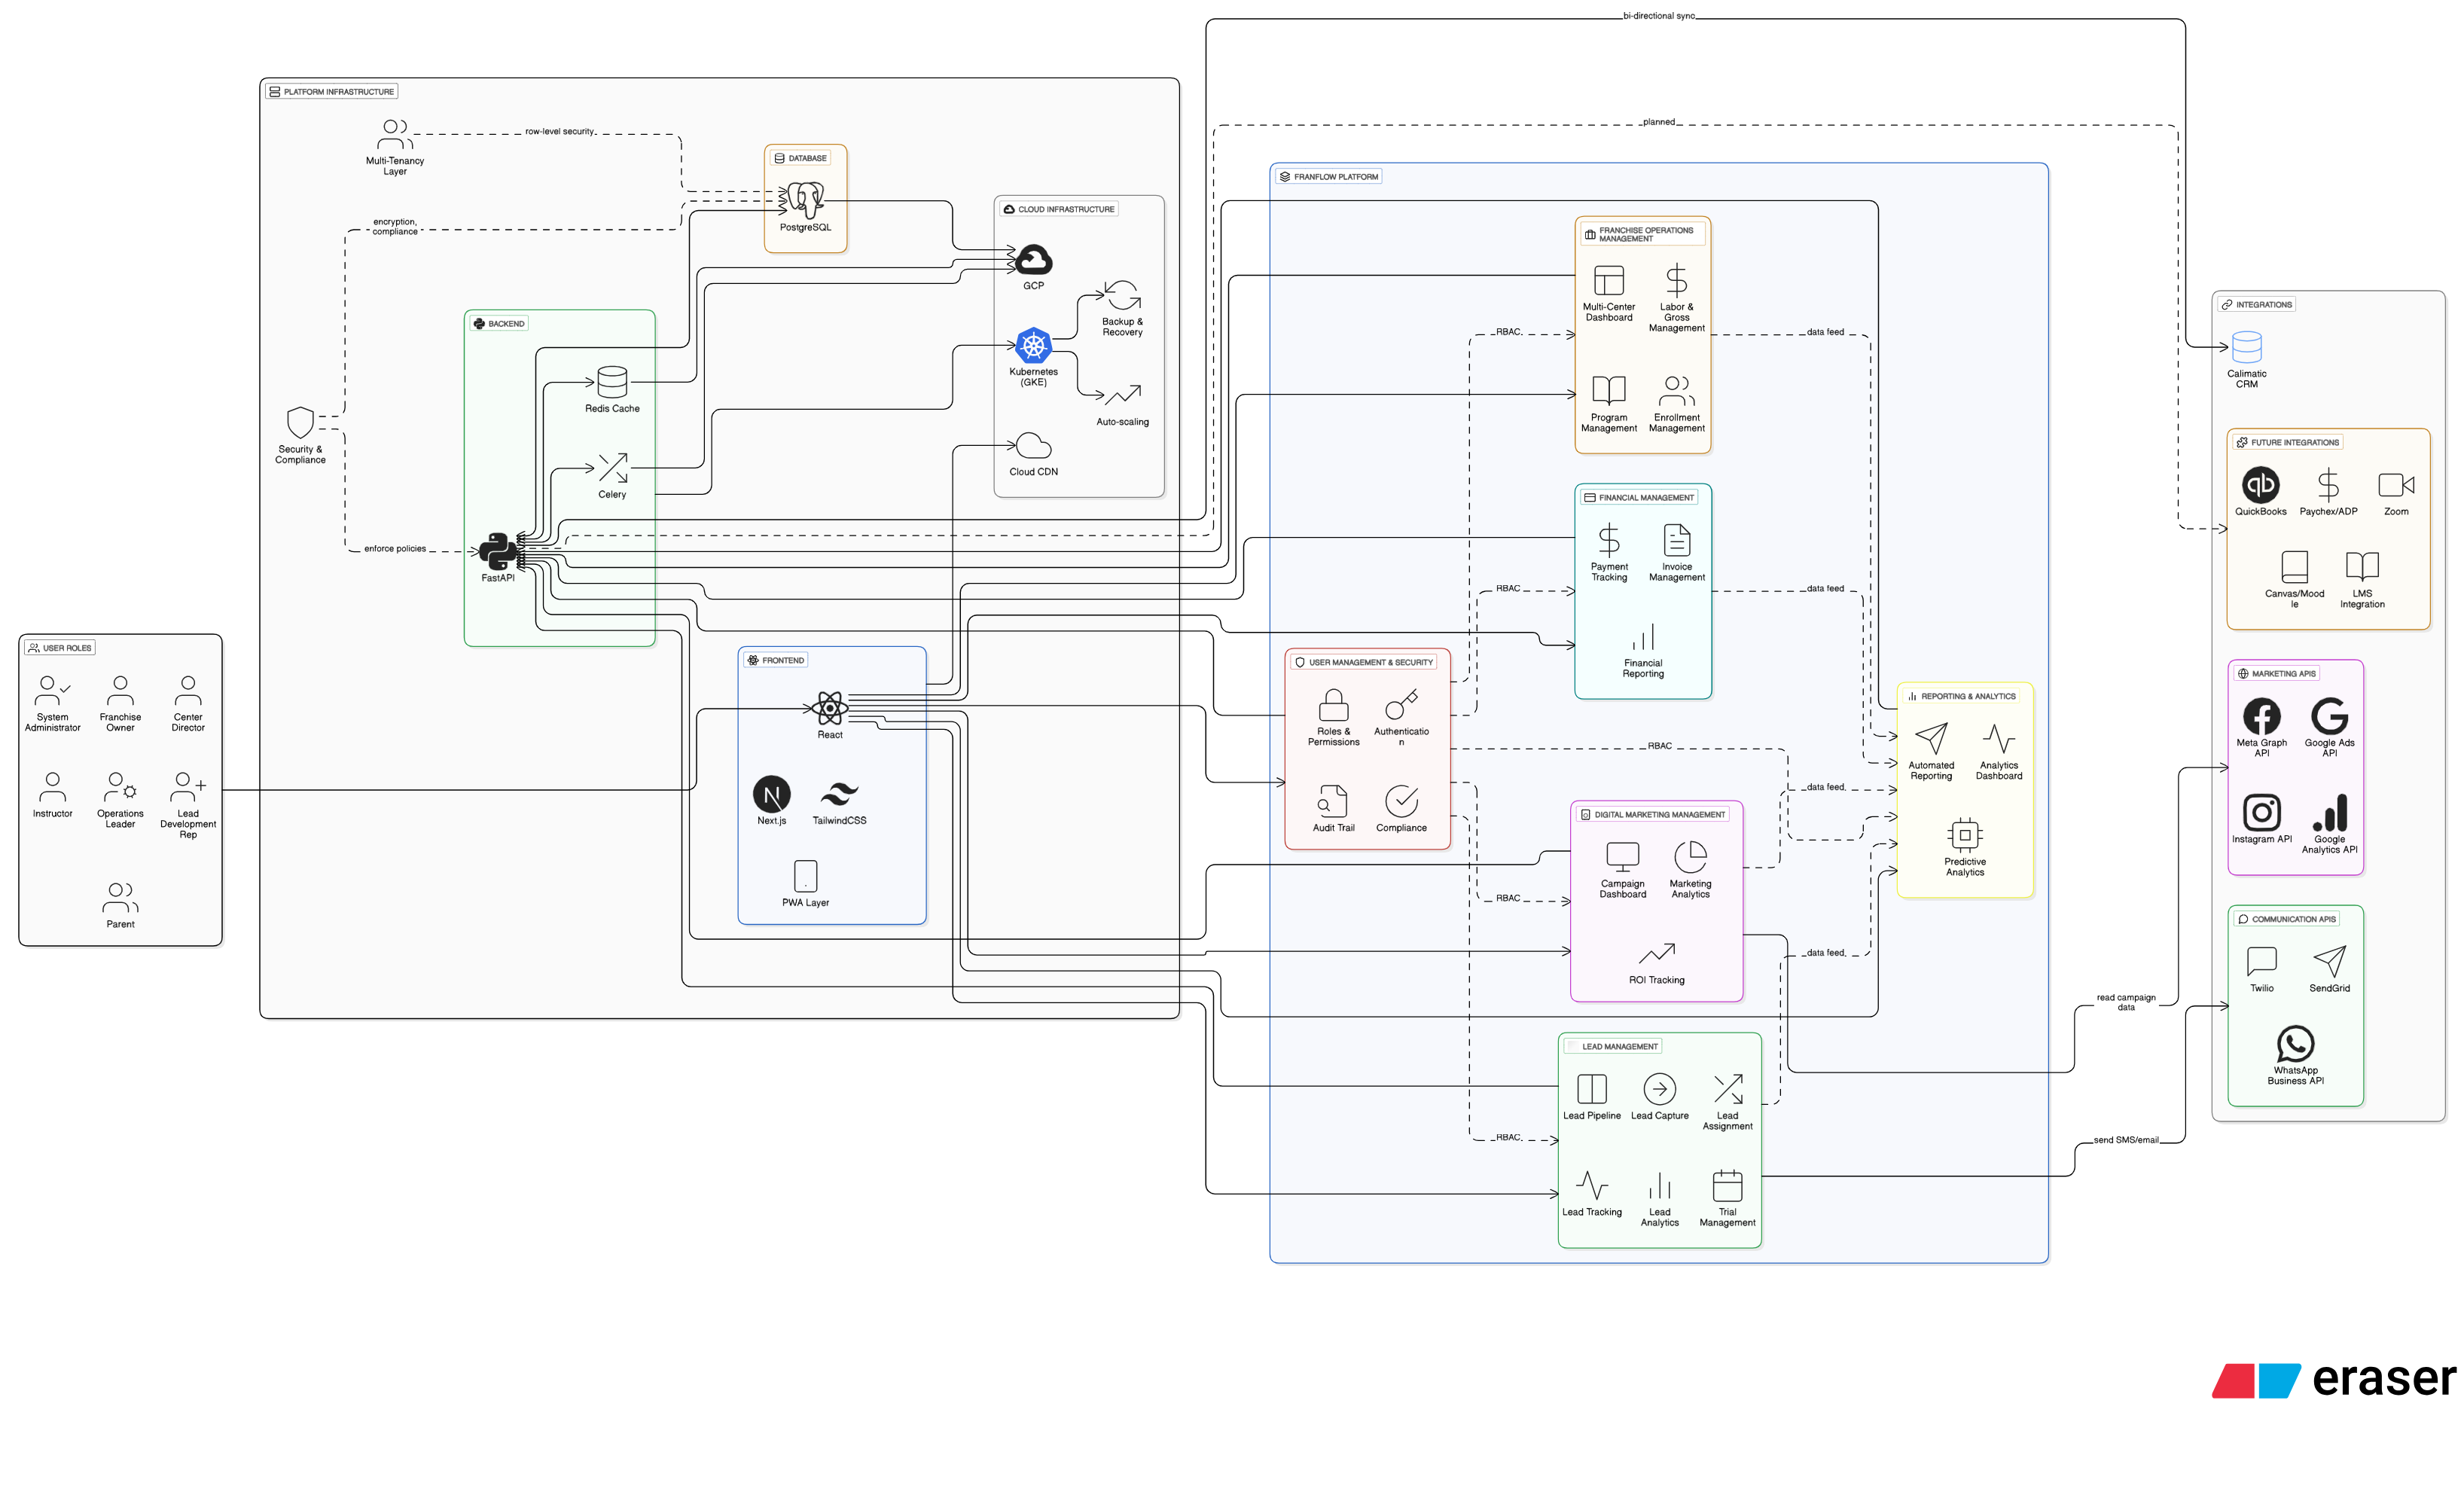 bi-directional sync
planned
PLATFORM INFRASTRUCTURE
Multi-Tenancy
Layer
row-level security
encryption,
compliance
Security &
Compliance
enforce policies
DATABASE
PostgreSQL
CLOUD INFRASTRUCTURE
GCP
Backup &
Recovery
Kubernetes
(GKE)
Auto-scaling
Cloud CDN
BACKEND
Redis Cache
Celery
FastAPI
USER ROLES
System
Administrator
Franchise
Owner
Center
Director
Instructor
Operations
Leader
Lead
Development
Rep
Parent
FRONTEND
React
Next.js
TailwindCSS
PWA Layer
FRANFLOW PLATFORM
FRANCHISE OPERATIONS
MANAGEMENT
Multi-Center
Dashboard
Labor &
Gross
Management
Program
Management
Enrollment
Management
RBAC
data feed
FINANCIAL MANAGEMENT
Payment
Tracking
Invoice
Management
Financial
Reporting
RBAC
data feed
USER MANAGEMENT & SECURITY
Roles &
Permissions
Authenticatio
n
Audit Trail
Compliance
RBAC
REPORTING & ANALYTICS
Automated
Reporting
Analytics
Dashboard
Predictive
Analytics
data feed
DIGITAL MARKETING MANAGEMENT
Campaign
Dashboard
Marketing
Analytics
ROI Tracking
RBAC
data feed
LEAD MANAGEMENT
Lead Pipeline
Lead Capture
Lead
Assignment
Lead Tracking
Lead
Analytics
Trial
Management
RBAC
read campaign
data
send SMS/email
INTEGRATIONS
Calimatic
CRM
FUTURE INTEGRATIONS
QuickBooks
Paychex/ADP
Zoom
Canvas/Mood
le
LMS
Integration
MARKETING APIS
Meta Graph
API
Google Ads
API
Instagram API
Google
Analytics API
COMMUNICATION APIS
Twilio
SendGrid
WhatsApp
Business API
eraser